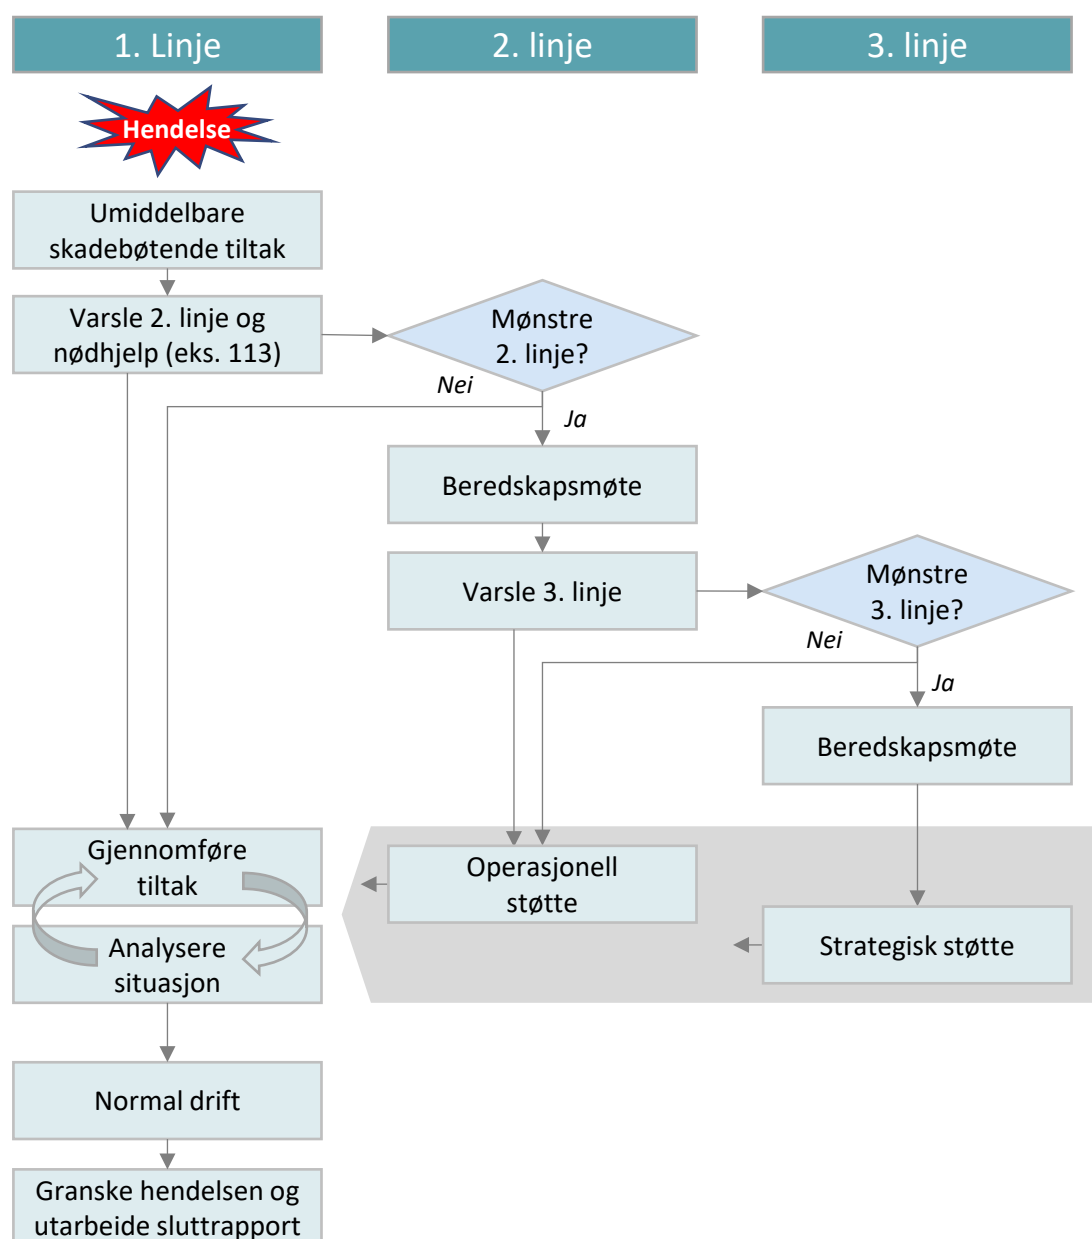 1. Linje
2. linje
3. linje
Hendelse
Umiddelbare
skadebøtende tiltak
Varsle 2. linje og
nødhjelp (eks. 113)
Mønstre
2. linje?
Nei
Ja
Beredskapsmøte
Varsle 3. linje
Mønstre
3. linje?
Nei
Ja
Beredskapsmøte
Gjennomføre
tiltak
Operasjonell
støtte
Analysere
situasjon
Strategisk støtte
Normal drift
Granske hendelsen og
utarbeide sluttrapport